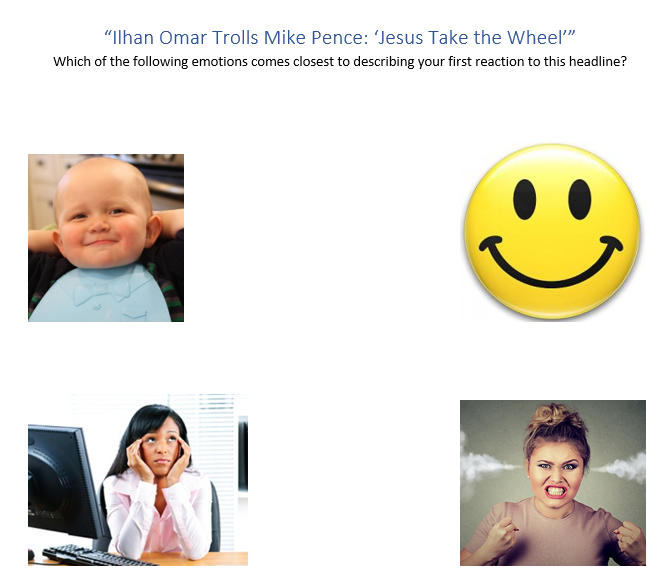 “Ilhan Omar Trolls Mike Pence: ‘Jesus Take the Wheel’”
Which of the following emotions comes closest to describing your first reaction to this headline?